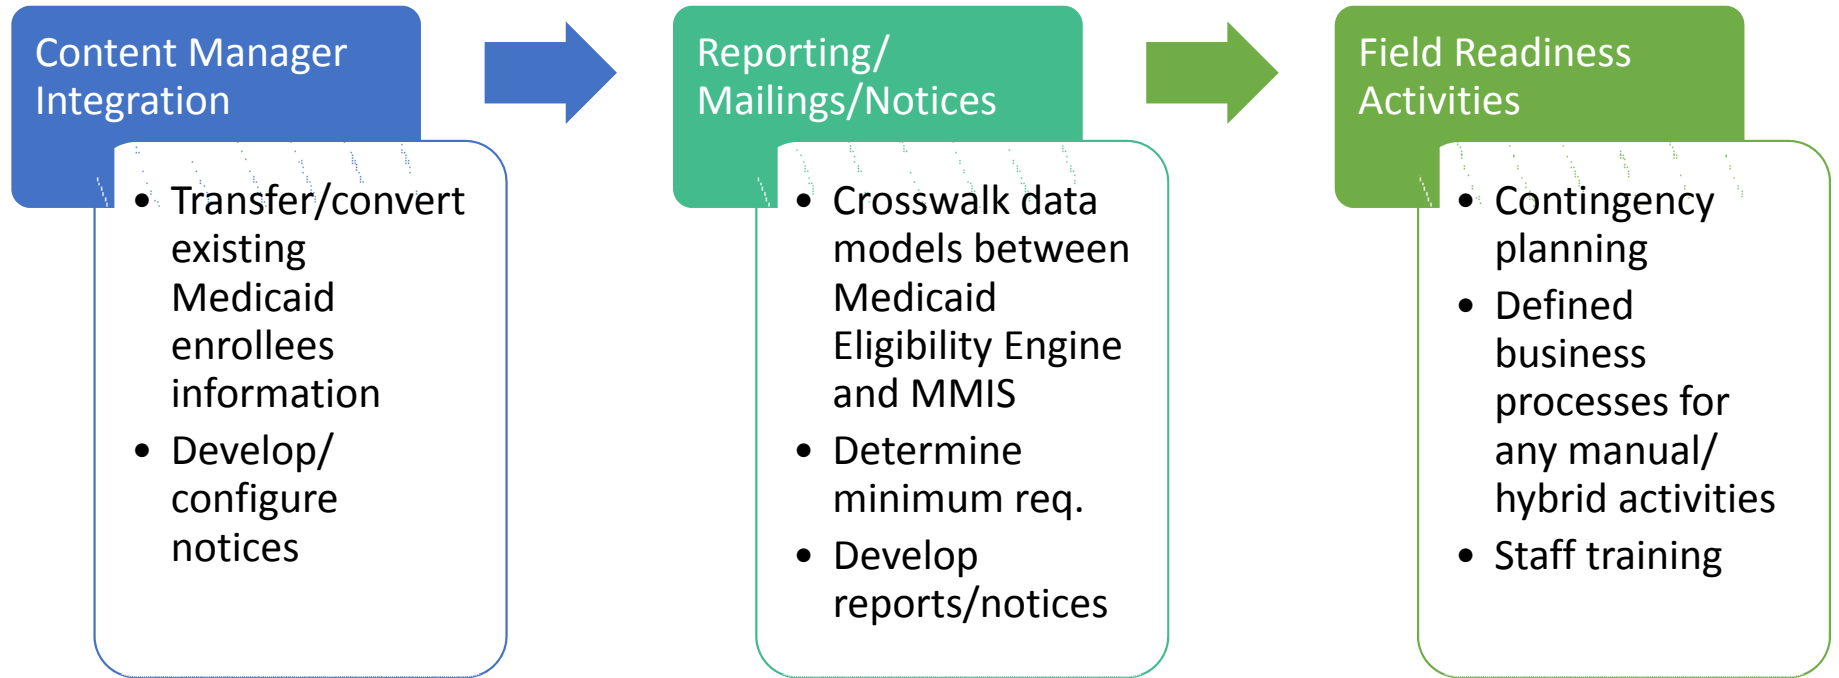 Content Manager
Integration
• Transfer/convert
existing
Medicaid
enrollees
information
• Develop/
configure
notices
Reporting/
Mailings/Notices
• Crosswalk data
models between
Medicaid
Eligibility Engine
and MMIS
• Determine
minimum req.
• Develop
reports/notices
Field Readiness
Activities
• Contingency
planning
• Defined
business
processes for
any manual/
hybrid activities
• Staff training